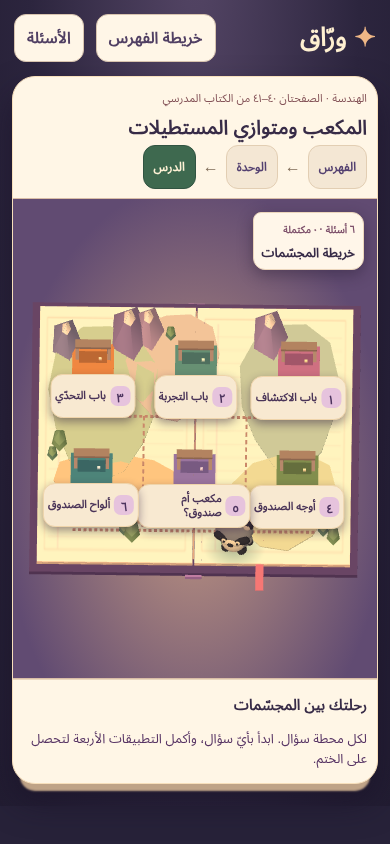 ورّاق
خريطة الفهرس
الأسئلة
الهندسة · الصفحتان ٤٠–٤١ من الكتاب المدرسي
المكعب ومتوازي المستطيلات
الفهرس ← الوحدة ← الدرس
٦ أسئلة · ٠ مكتملة
خريطة المجسّمات
١ باب الاكتشاف
٢ باب التجربة
٣ باب التحدّي
٤ أوجه الصندوق
٥ مكعب أم
صندوق؟
٦ ألواح الصندوق
رحلتك بين المجسّمات
لكل محطة سؤال. ابدأ بأيّ سؤال، وأكمل التطبيقات الأربعة لتحصل
على الختم.